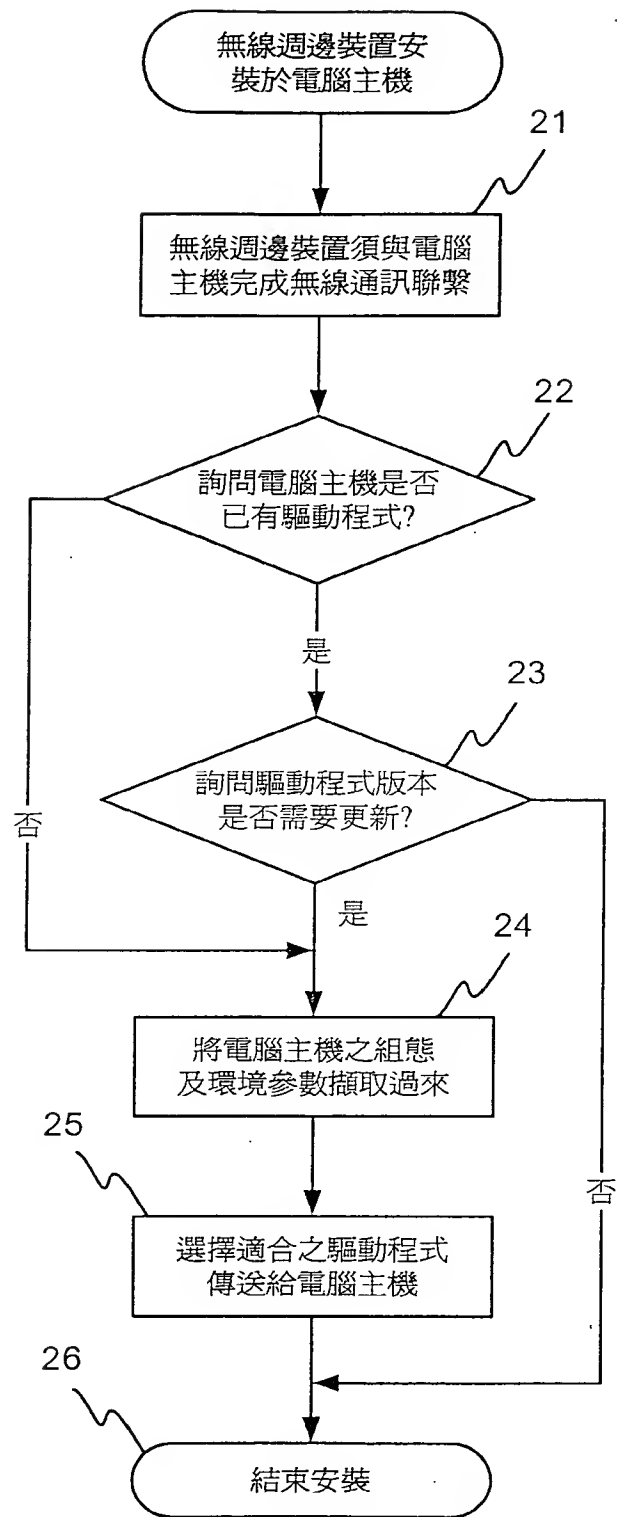 無線週邊裝置安
裝於電腦主機
21
無線週邊裝置須與電腦
主機完成無線通訊聯繫
22
詢問電腦主機是否
已有驅動程式?
是
23
詢問驅動程式版本
是否需要更新?
否
是
24
將電腦主機之組態
及環境參數擷取過來
25
選擇適合之驅動程式
傳送給電腦主機
否
26
結束安裝